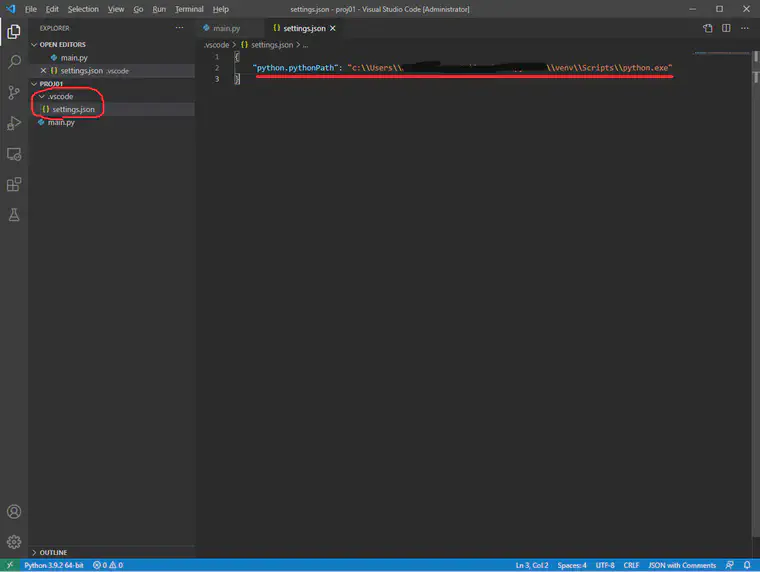 File Edit Selection View Go Run Terminal Help settings.json - proj01 - Visual Studio Code [Administrator]
EXPLORER
OPEN EDITORS
main.py
settings.json .vscode
PROJ01
.vscode
{} settings.json
main.py
main.py {} settings.json
.vscode > {} settings.json > ...
1 {
2 "python.pythonPath": "c:\\Users\\ \\venv\\Scripts\\python.exe"
3 }
OUTLINE
Python 3.9.2 64-bit 0 0 Ln 3, Col 2 Spaces: 4 UTF-8 CRLF JSON with Comments